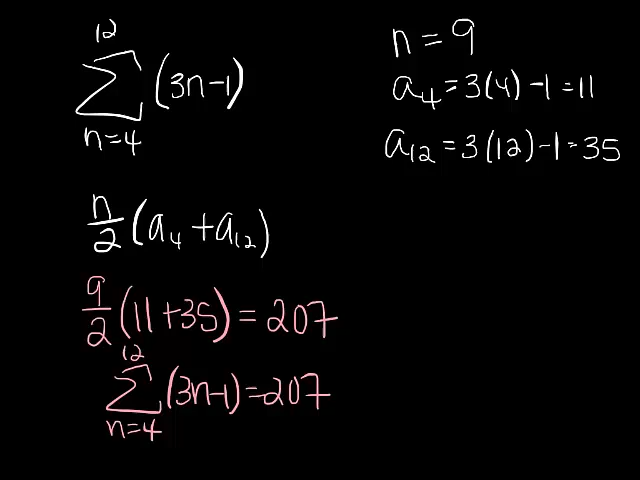 12
∑ (3n-1)
n=4
n = 9
a₄ = 3(4) - 1 = 11
a₁₂ = 3(12) - 1 = 35
n/2 (a₄ + a₁₂)
9/2 (11 + 35) = 207
12
∑ (3n-1) = 207
n=4